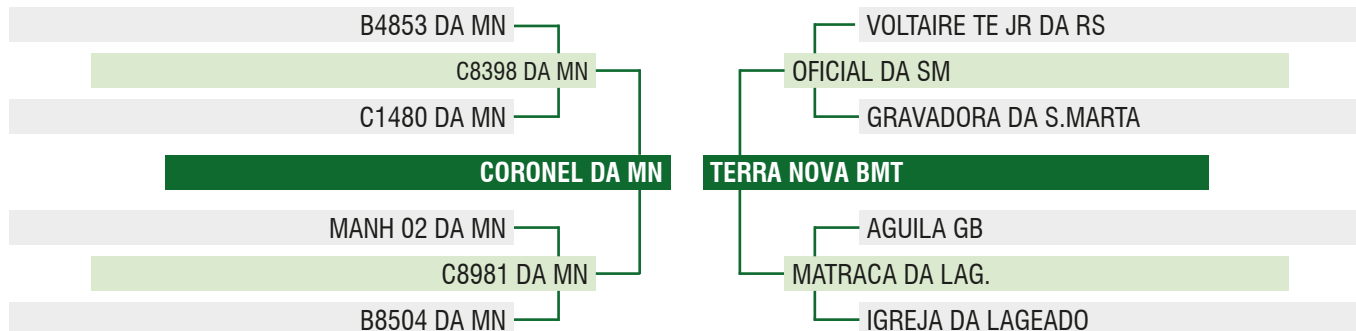 B4853 DA MN
C8398 DA MN
C1480 DA MN
CORONEL DA MN
MANH 02 DA MN
C8981 DA MN
B8504 DA MN
VOLTAIRE TE JR DA RS
OFICIAL DA SM
GRAVADORA DA S.MARTA
TERRA NOVA BMT
AGUILA GB
MATRACA DA LAG.
IGREJA DA LAGEADO